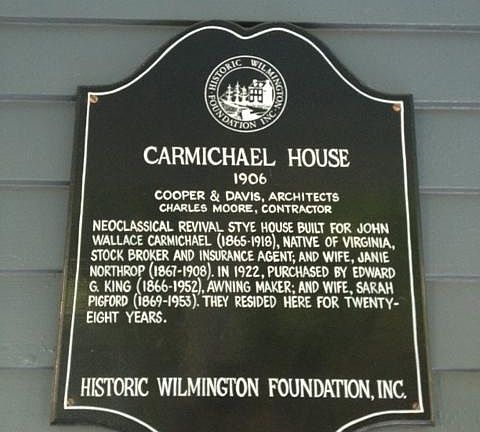 HISTORIC WILMINGTON
FOUNDATION INC.
CARMICHAEL HOUSE
1906
COOPER & DAVIS, ARCHITECTS
CHARLES MOORE, CONTRACTOR
NEOCLASSICAL REVIVAL STYE HOUSE BUILT FOR JOHN
WALLACE CARMICHAEL (1865-1918), NATIVE OF VIRGINIA,
STOCK BROKER AND INSURANCE AGENT; AND WIFE, JANIE
NORTHROP (1867-1908). IN 1922, PURCHASED BY EDWARD
G. KING (1866-1952), AWNING MAKER; AND WIFE, SARAH
PIGFORD (1869-1953). THEY RESIDED HERE FOR TWENTY-
EIGHT YEARS.
HISTORIC WILMINGTON FOUNDATION, INC.